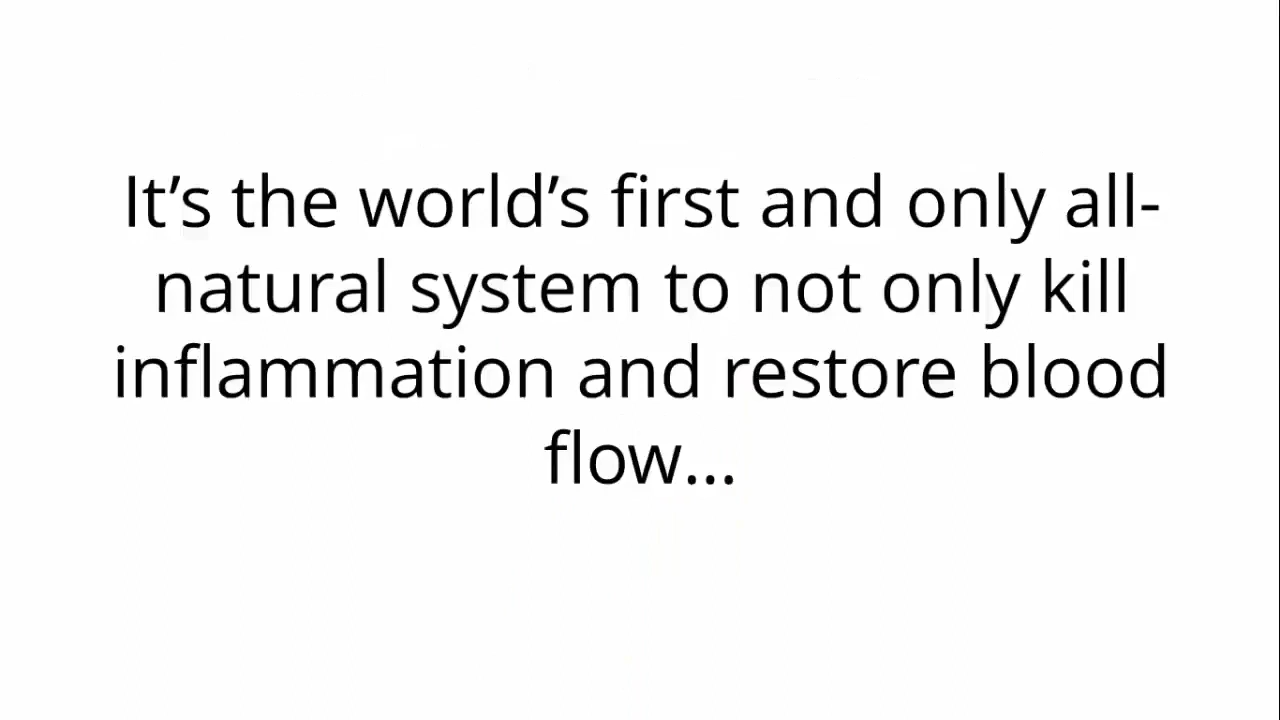 It’s the world’s first and only all-
natural system to not only kill
inflammation and restore blood
flow...